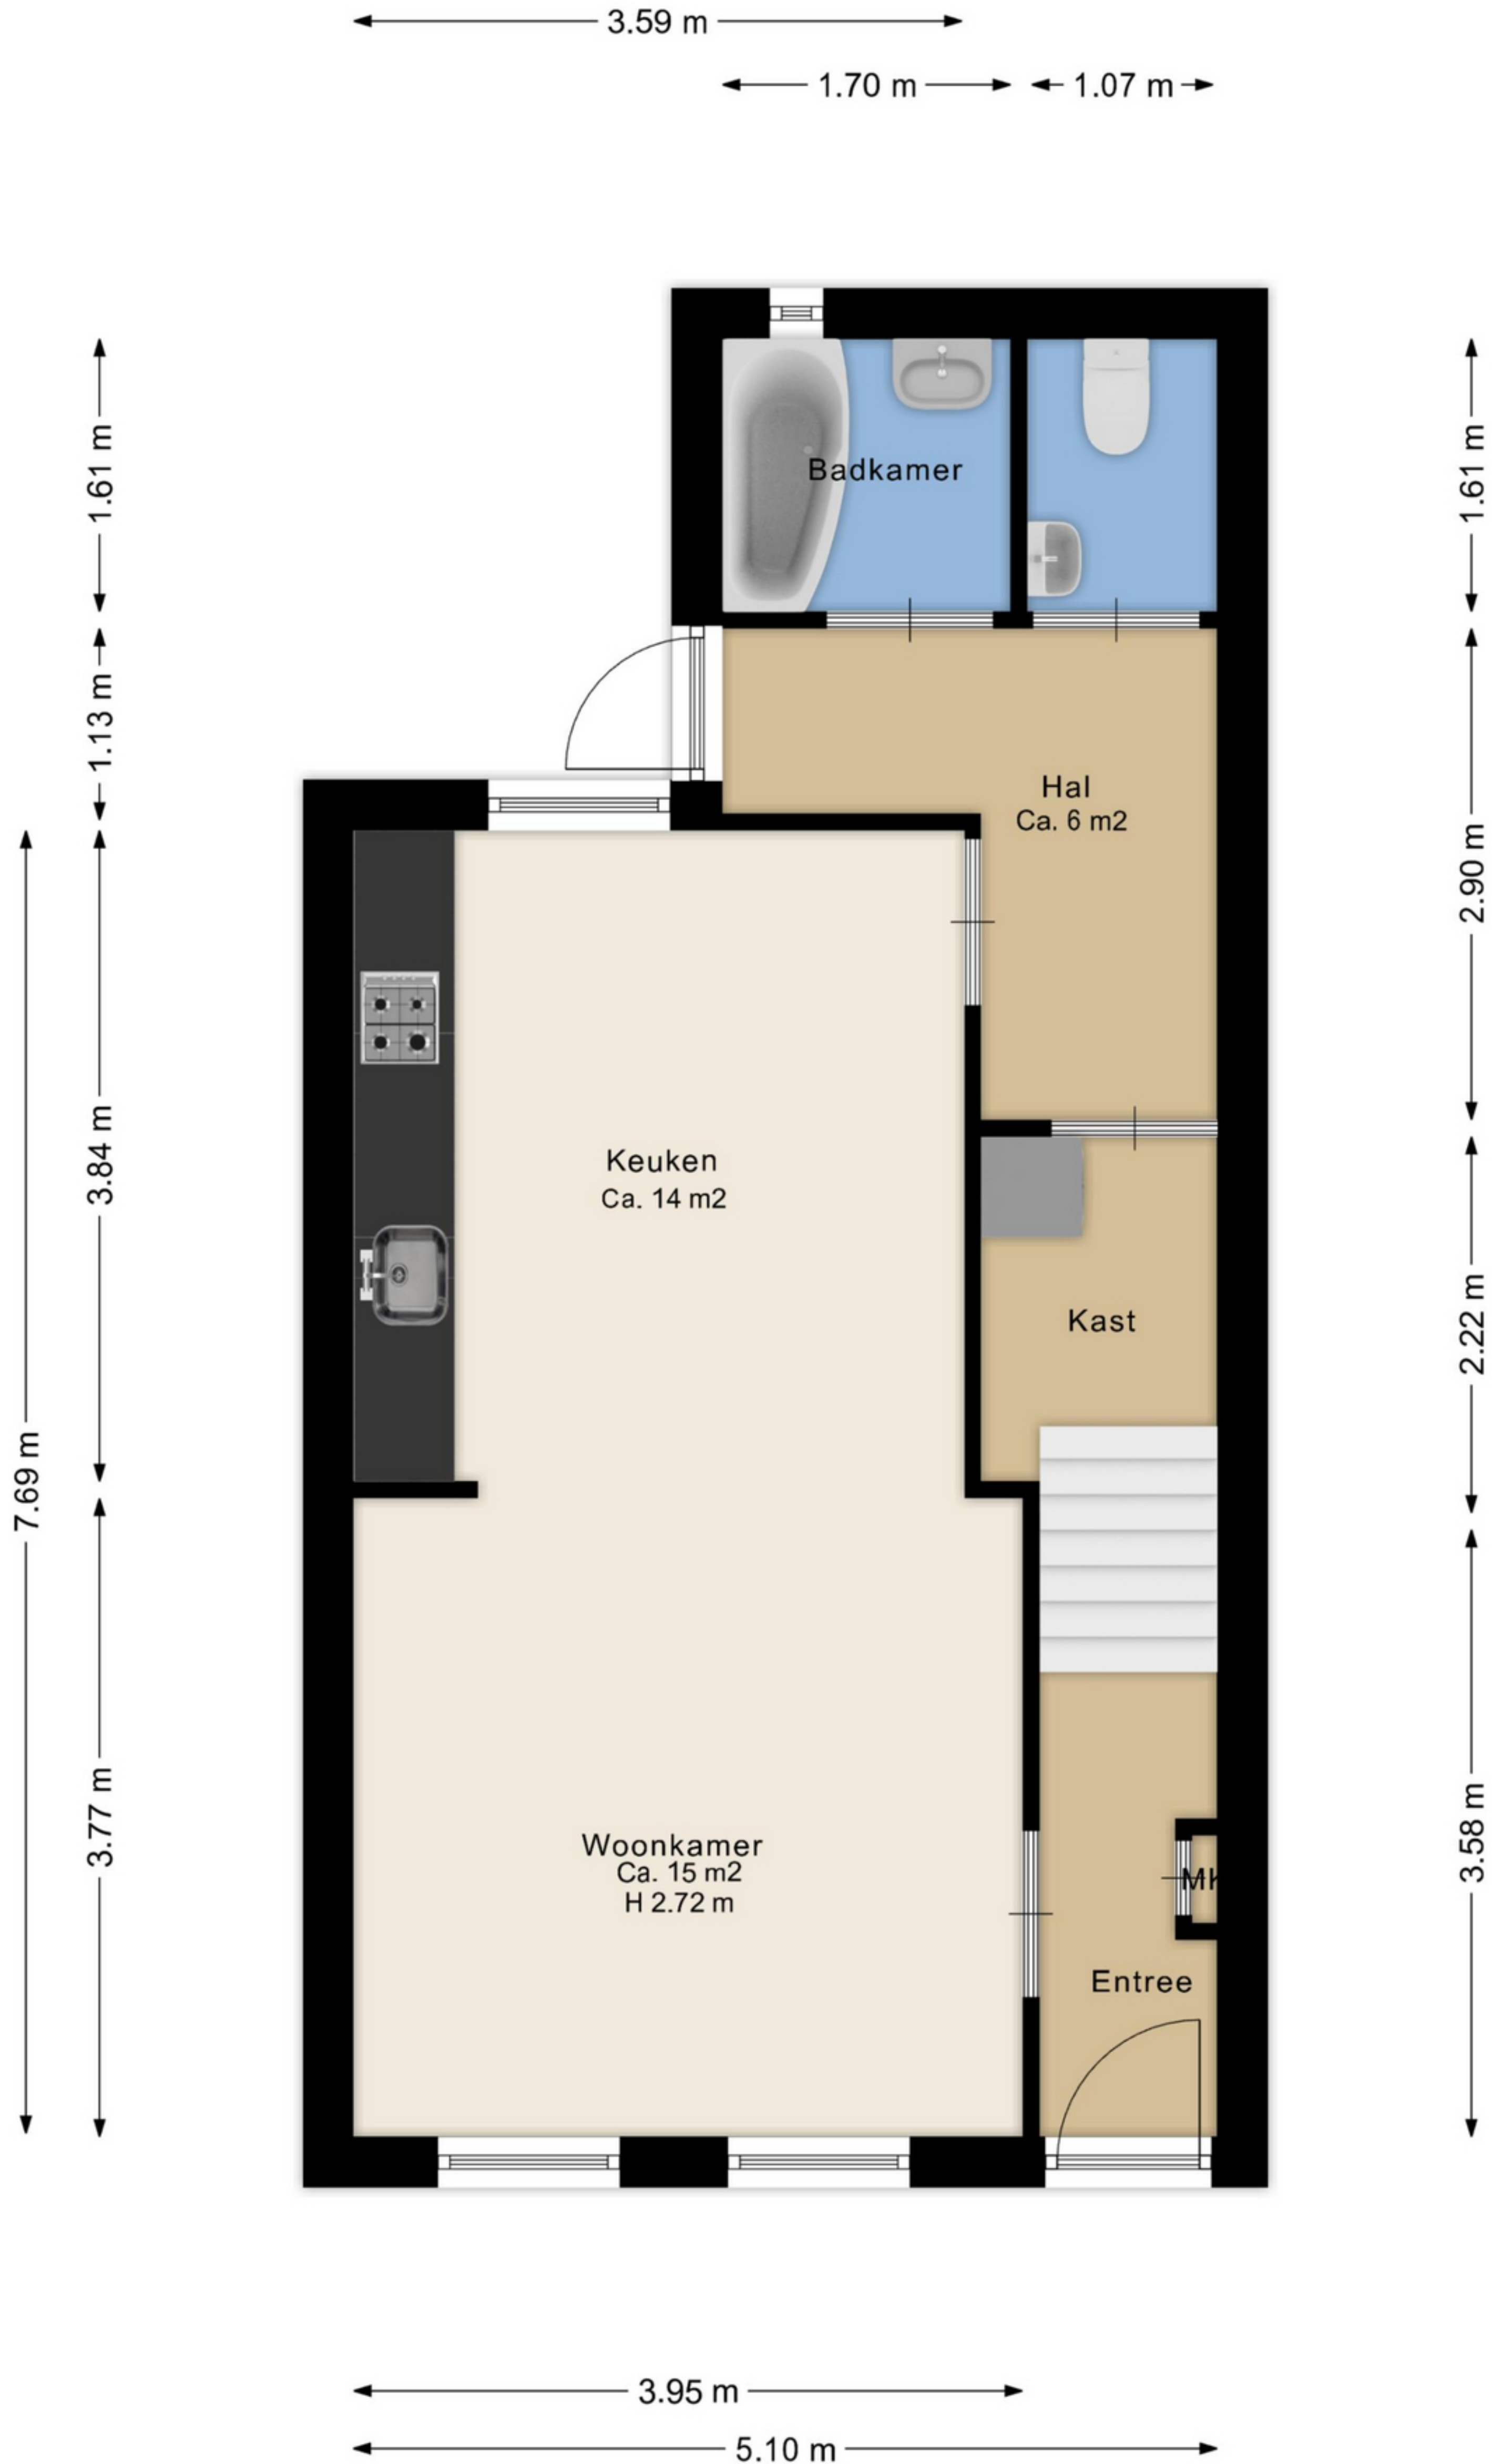 3.59 m
1.70 m
1.07 m
1.61 m
1.61 m
Badkamer
1.13 m
Hal
Ca. 6 m2
2.90 m
3.84 m
Keuken
Ca. 14 m2
Kast
2.22 m
7.69 m
3.77 m
Woonkamer
Ca. 15 m2
H 2.72 m
3.58 m
Entree
3.95 m
5.10 m